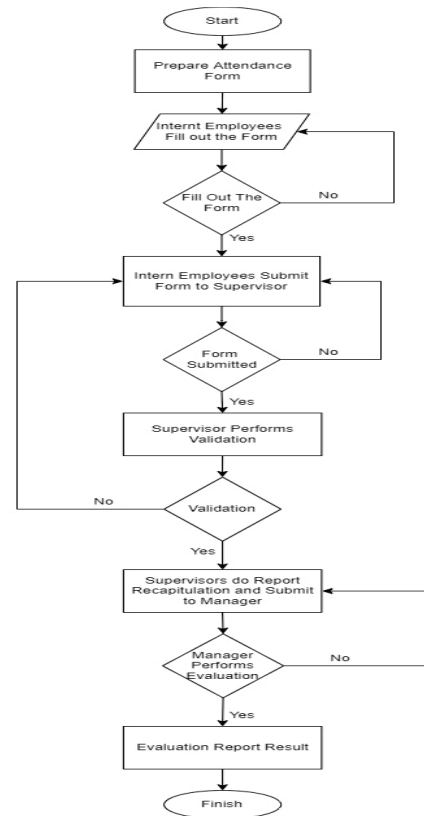 Start
Prepare Attendance
Form
Internt Employees
Fill out the Form
Fill Out The
Form
No
Yes
Intern Employees Submit
Form to Supervisor
Form
Submitted
No
Yes
Supervisor Performs
Validation
No
Validation
Yes
Supervisors do Report
Recapitulation and Submit
to Manager
Manager
Performs
Evaluation
No
Yes
Evaluation Report Result
Finish